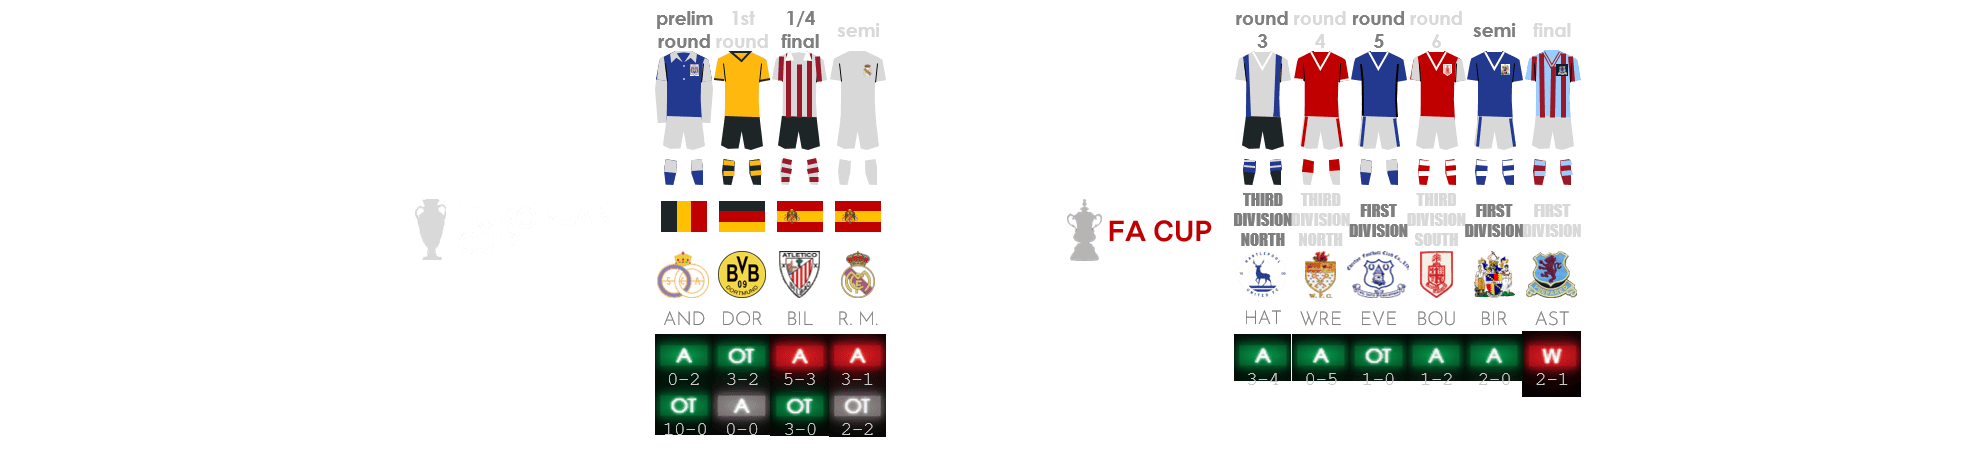 prelim round
1st round
1/4 final
semi
AND DOR BIL R. M.
A OT A A
0-2 3-2 5-3 3-1
OT A OT OT
10-0 0-0 3-0 2-2
FA CUP
round 3
round 4
round 5
round 6
semi
final
THIRD DIVISION NORTH
THIRD DIVISION NORTH
FIRST DIVISION
THIRD DIVISION SOUTH
FIRST DIVISION
FIRST DIVISION
BVB
09
DORTMUND
ATLETICO
HAT WRE EVE BOU BIR AST
A A OT A A W
3-4 0-5 1-0 1-2 2-0 2-1